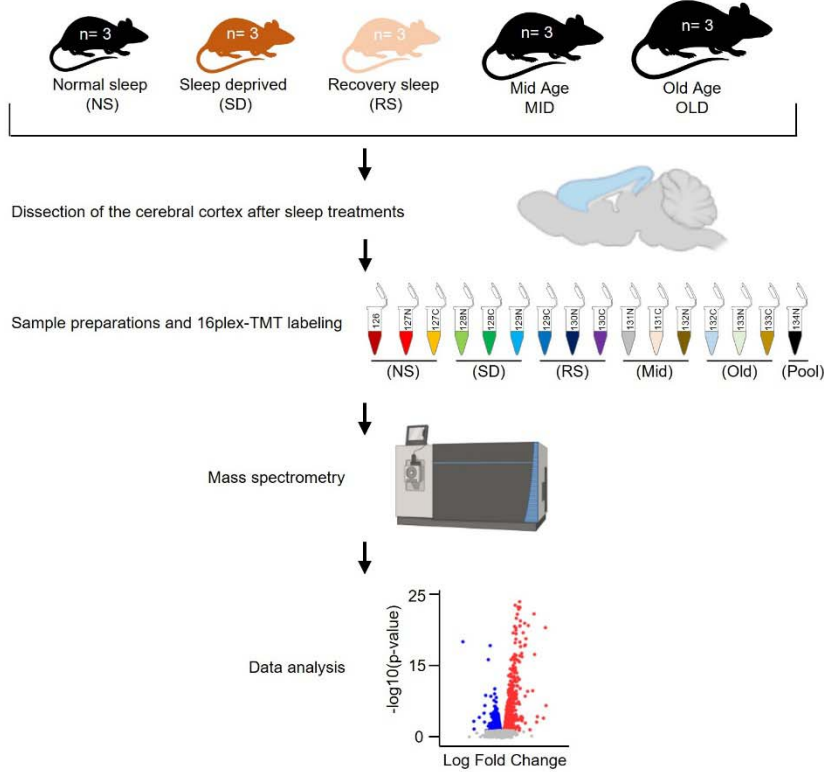 n= 3
n= 3
n= 3
n= 3
n= 3
Normal sleep
(NS)
Sleep deprived
(SD)
Recovery sleep
(RS)
Mid Age
MID
Old Age
OLD
Dissection of the cerebral cortex after sleep treatments
Sample preparations and 16plex-TMT labeling
126
127N
127C
128N
128C
129N
129C
130N
130C
131N
131C
132N
132C
133N
133C
134N
(NS)
(SD)
(RS)
(Mid)
(Old)
(Pool)
Mass spectrometry
Data analysis
-log10(p-value)
25
15
0
Log Fold Change